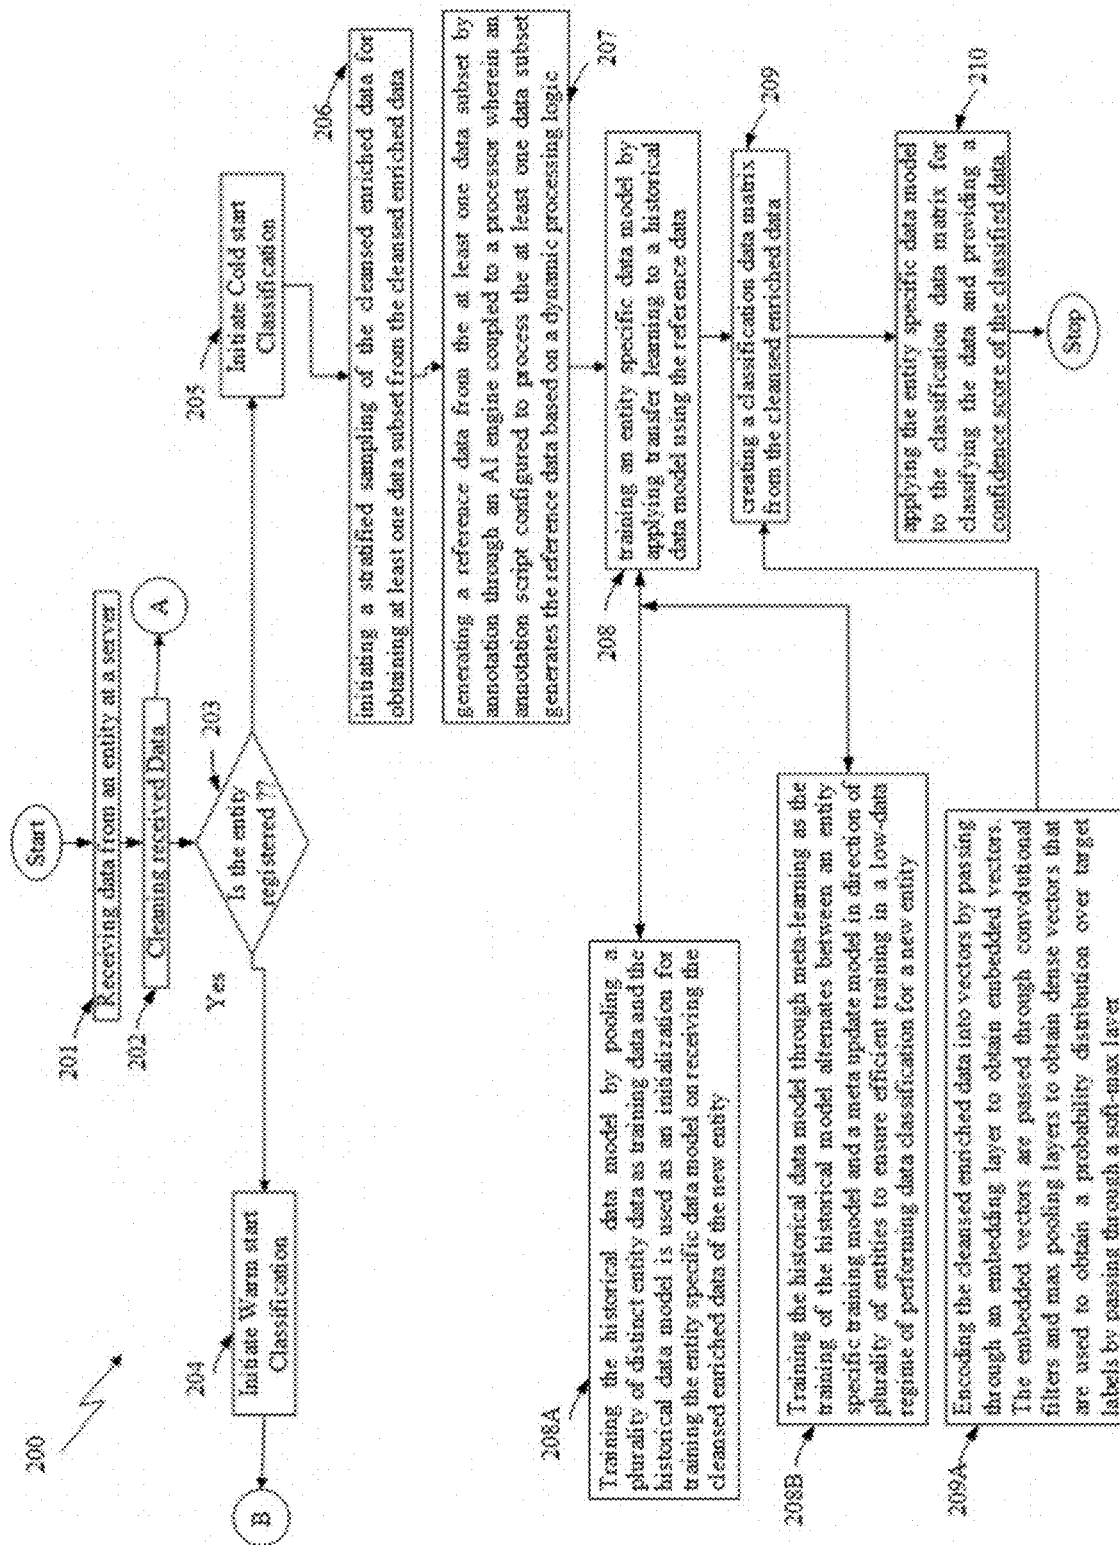 200
Start
201
Receiving data from an entity at a server
202
Cleaning received Data
A
203
Is the entity
registered ??
Yes
204
Initiate Warm start
Classification
B
205
Initiate Cold start
Classification
206
initiating a stratified sampling of the cleansed enriched data for
obtaining at least one data subset from the cleansed enriched data
generating a reference data from the at least one data subset by
annotation through an AI engine coupled to a processor wherein an
annotation script configured to process the at least one data subset
generates the reference data based on a dynamic processing logic
207
208
training an entity specific data model by
applying transfer learning to a historical
data model using the reference data
208A
Training the historical data model by pooling a
plurality of distinct entity data as training data and the
historical data model is used as an initialization for
training the entity specific data model on receiving the
cleansed enriched data of the new entity
208B
Training the historical data model through meta-learning as the
training of the historical model alternates between an entity
specific training model and a meta update model in direction of
plurality of entities to ensure efficient training in a low-data
regime of performing data classification for a new entity
209
creating a classification data matrix
from the cleansed enriched data
209A
Encoding the cleansed enriched data into vectors by passing
through an embedding layer to obtain embedded vectors.
The embedded vectors are passed through convolutional
filters and max pooling layers to obtain dense vectors that
are used to obtain a probability distribution over target
labels by passing through a soft-max layer
210
applying the entity specific data model
to the classification data matrix for
classifying the data and providing a
confidence score of the classified data
Stop